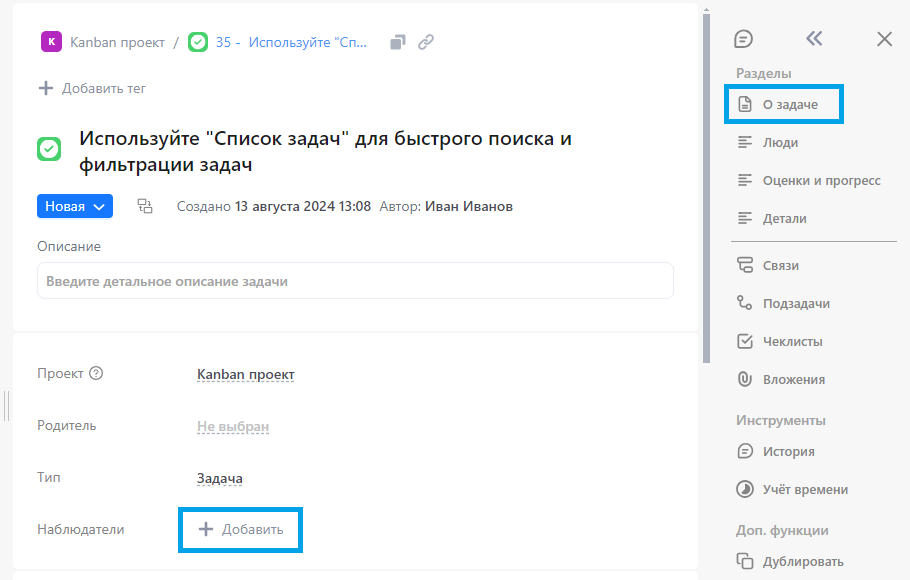 K Kanban проект / 35 - Используйте "Сп...
Добавить тег
Используйте "Список задач" для быстрого поиска и
фильтрации задач
Новая Создано 13 августа 2024 13:08 Автор: Иван Иванов
Описание
Введите детальное описание задачи
Проект ? Kanban проект
Родитель Не выбран
Тип Задача
Наблюдатели + Добавить
Разделы
О задаче
Люди
Оценки и прогресс
Детали
Связи
Подзадачи
Чеклисты
Вложения
Инструменты
История
Учёт времени
Доп. функции
Дублировать